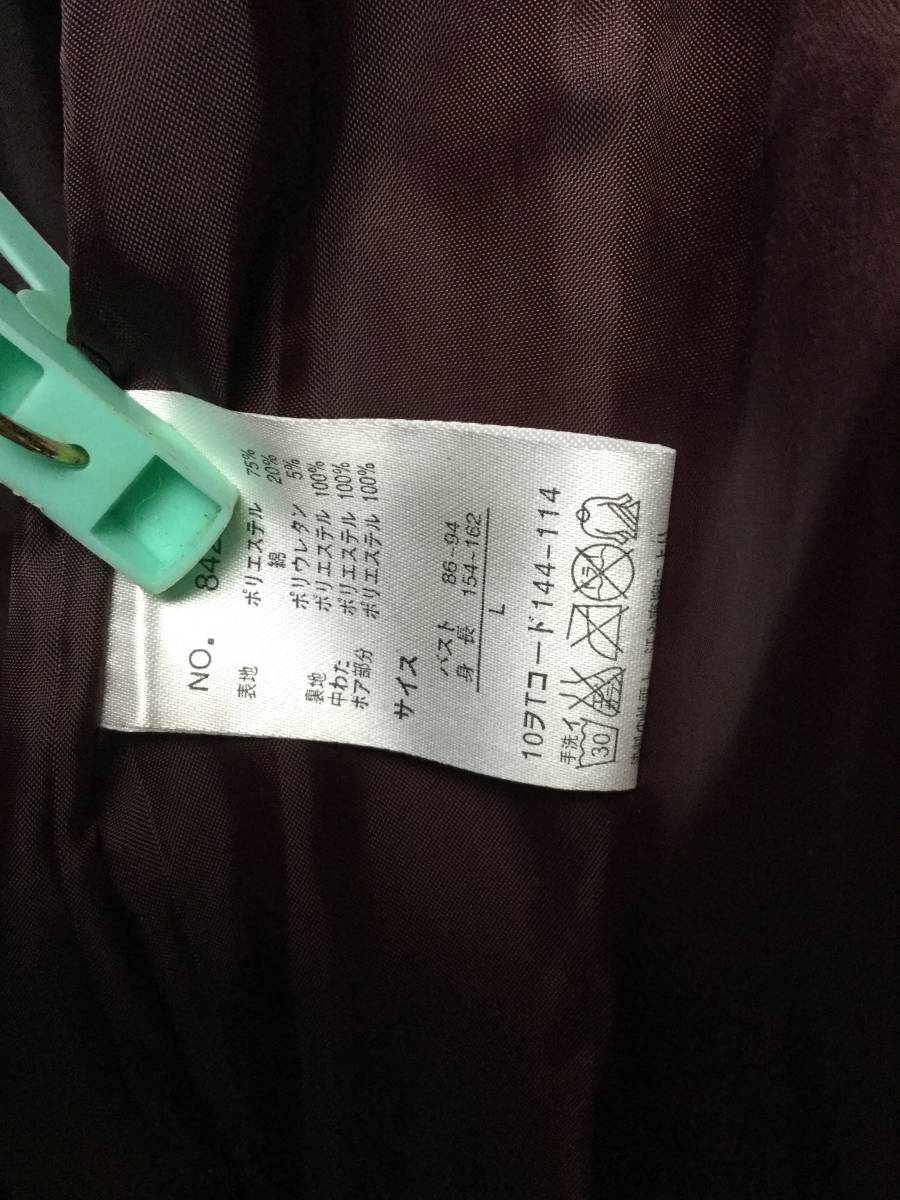 NO. 842
表地 ポリエステル 75%
綿 20%
ポリウレタン 5%
裏地 ポリエステル 100%
中わた ポリエステル 100%
ボア部分 ポリエステル 100%
サイズ
バスト 86~94
身長 154~162
L
10ヲTコード144-114
手洗イ
30
ドライ